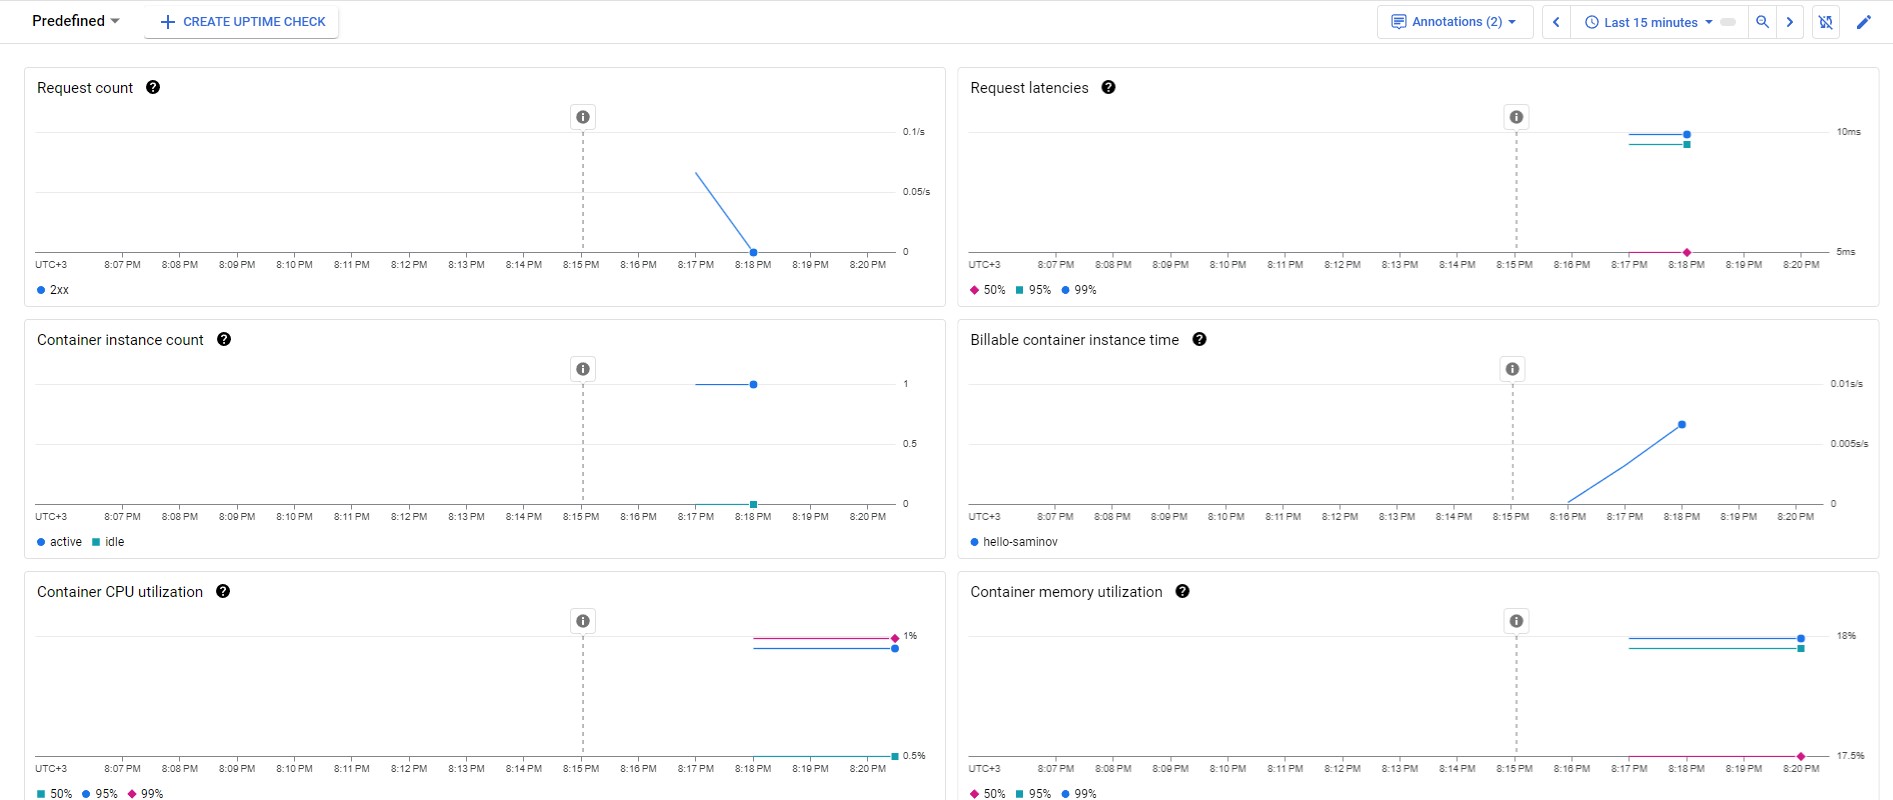 Predefined
CREATE UPTIME CHECK
Annotations (2)
Last 15 minutes
Request count
0.1/s
0.05/s
0
UTC+3 8:07 PM 8:08 PM 8:09 PM 8:10 PM 8:11 PM 8:12 PM 8:13 PM 8:14 PM 8:15 PM 8:16 PM 8:17 PM 8:18 PM 8:19 PM 8:20 PM
2xx
Request latencies
10ms
5ms
UTC+3 8:07 PM 8:08 PM 8:09 PM 8:10 PM 8:11 PM 8:12 PM 8:13 PM 8:14 PM 8:15 PM 8:16 PM 8:17 PM 8:18 PM 8:19 PM 8:20 PM
50% 95% 99%
Container instance count
1
0.5
0
UTC+3 8:07 PM 8:08 PM 8:09 PM 8:10 PM 8:11 PM 8:12 PM 8:13 PM 8:14 PM 8:15 PM 8:16 PM 8:17 PM 8:18 PM 8:19 PM 8:20 PM
active idle
Billable container instance time
0.01s/s
0.005s/s
0
UTC+3 8:07 PM 8:08 PM 8:09 PM 8:10 PM 8:11 PM 8:12 PM 8:13 PM 8:14 PM 8:15 PM 8:16 PM 8:17 PM 8:18 PM 8:19 PM 8:20 PM
hello-saminov
Container CPU utilization
1%
0.5%
UTC+3 8:07 PM 8:08 PM 8:09 PM 8:10 PM 8:11 PM 8:12 PM 8:13 PM 8:14 PM 8:15 PM 8:16 PM 8:17 PM 8:18 PM 8:19 PM 8:20 PM
50% 95% 99%
Container memory utilization
18%
17.5%
UTC+3 8:07 PM 8:08 PM 8:09 PM 8:10 PM 8:11 PM 8:12 PM 8:13 PM 8:14 PM 8:15 PM 8:16 PM 8:17 PM 8:18 PM 8:19 PM 8:20 PM
50% 95% 99%